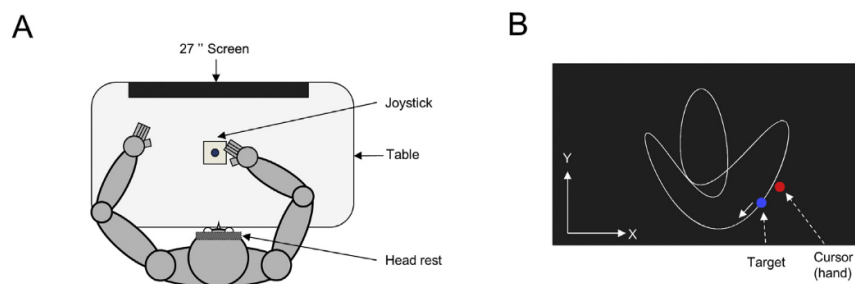 A
27 " Screen
Joystick
Table
Head rest
B
Y
X
Target
Cursor
(hand)